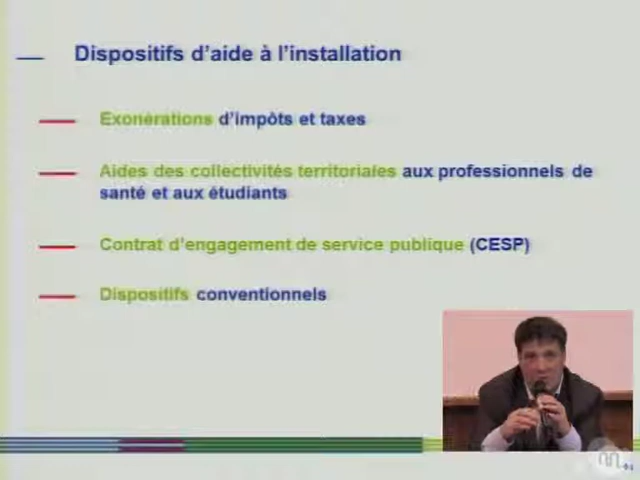 Dispositifs d'aide à l'installation
Exonérations d'impôts et taxes
Aides des collectivités territoriales aux professionnels de
santé et aux étudiants
Contrat d'engagement de service publique (CESP)
Dispositifs conventionnels